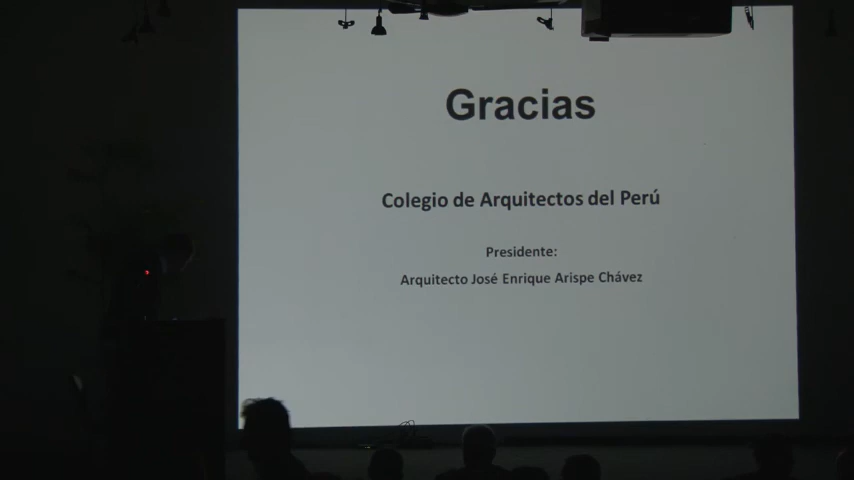 Gracias
Colegio de Arquitectos del Perú
Presidente:
Arquitecto José Enrique Arispe Chávez